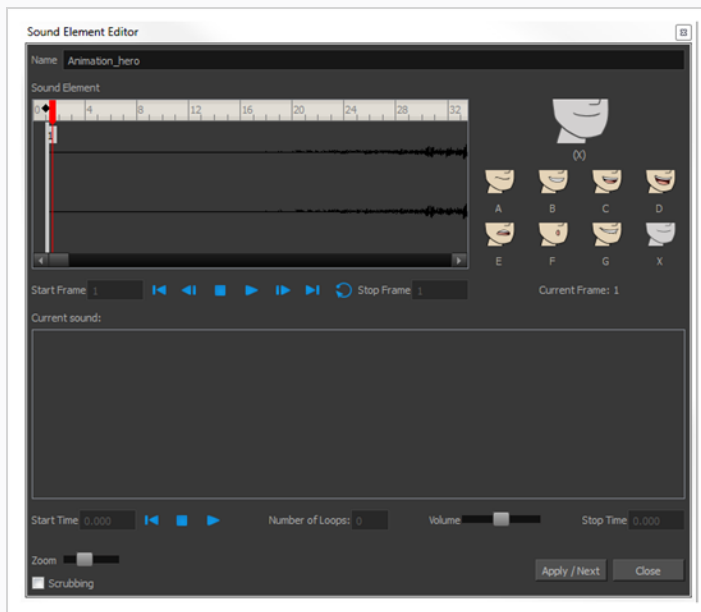 Sound Element Editor
Name Animation_hero
Sound Element
0 4 8 12 16 20 24 28 32
1
(X)
A B C D
E F G X
Start Frame 1 Stop Frame 1 Current Frame: 1
Current sound:
Start Time 0.000 Number of Loops: 0 Volume Stop Time 0.000
Zoom
Apply / Next Close
Scrubbing